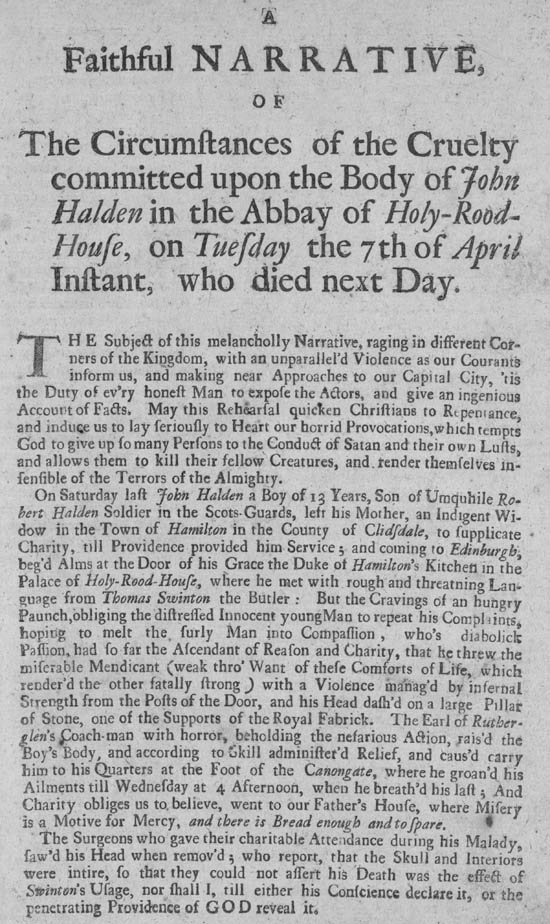 A
Faithful NARRATIVE,
OF
The Circumſtances of the Cruelty
committed upon the Body of John
Halden in the Abbay of Holy-Rood-
Houſe, on Tueſday the 7th of April
Inſtant, who died next Day.
THE Subject of this melancholly Narrative, raging in different Cor-
ners of the Kingdom, with an unparallel'd Violence as our Courants
inform us, and making near Approaches to our Capital City, 'tis
the Duty of ev'ry honeſt Man to expoſe the Actors, and give an ingenious
Account of Facts. May this Rehearſal quicken Chriſtians to Repentance,
and induce us to lay ſeriouſly to Heart our horrid Provocations, which tempts
God to give up ſo many Perſons to the Conduct of Satan and their own Luſts,
and allows them to kill their fellow Creatures, and render themſelves in-
ſenſible of the Terrors of the Almighty.
On Saturday laſt John Halden a Boy of 13 Years, Son of Umquhile Ro-
bert Halden Soldier in the Scots-Guards, left his Mother, an Indigent Wi-
dow in the Town of Hamilton in the County of Clidſdale, to ſupplicate
Charity, till Providence provided him Service; and coming to Edinburgh,
beg'd Alms at the Door of his Grace the Duke of Hamilton's Kitchen in the
Palace of Holy-Rood-Houſe, where he met with rough and threatning Lan-
guage from Thomas Swinton the Butler: But the Cravings of an hungry
Paunch, obliging the diſtreſſed Innocent young Man to repeat his Complaints,
hoping to melt the ſurly Man into Compaſſion, who's diabolick
Paſſion, had ſo far the Aſcendant of Reaſon and Charity, that he threw the
miſerable Mendicant (weak thro' Want of theſe Comforts of Life, which
render'd the other fatally ſtrong) with a Violence manag'd by infernal
Strength from the Poſts of the Door, and his Head daſh'd on a large Pillar
of Stone, one of the Supports of the Royal Fabrick. The Earl of Ruther-
glen's Coach-man with horror, beholding the nefarious Action, rais'd the
Boy's Body, and according to Skill adminiſter'd Relief, and caus'd carry
him to his Quarters at the Foot of the Canongate, where he groan'd his
Ailments till Wedneſday at 4 Afternoon, when he breath'd his laſt; And
Charity obliges us to believe, went to our Father's Houſe, where Miſery
is a Motive for Mercy, and there is Bread enough and to ſpare.
The Surgeons who gave their charitable Attendance during his Malady,
ſaw'd his Head when remov'd; who report, that the Skull and Interiors
were intire, ſo that they could not aſſert his Death was the effect of
Swinton's Uſage, nor ſhall I, till either his Conſcience declare it, or the
penetrating Providence of GOD reveal it.